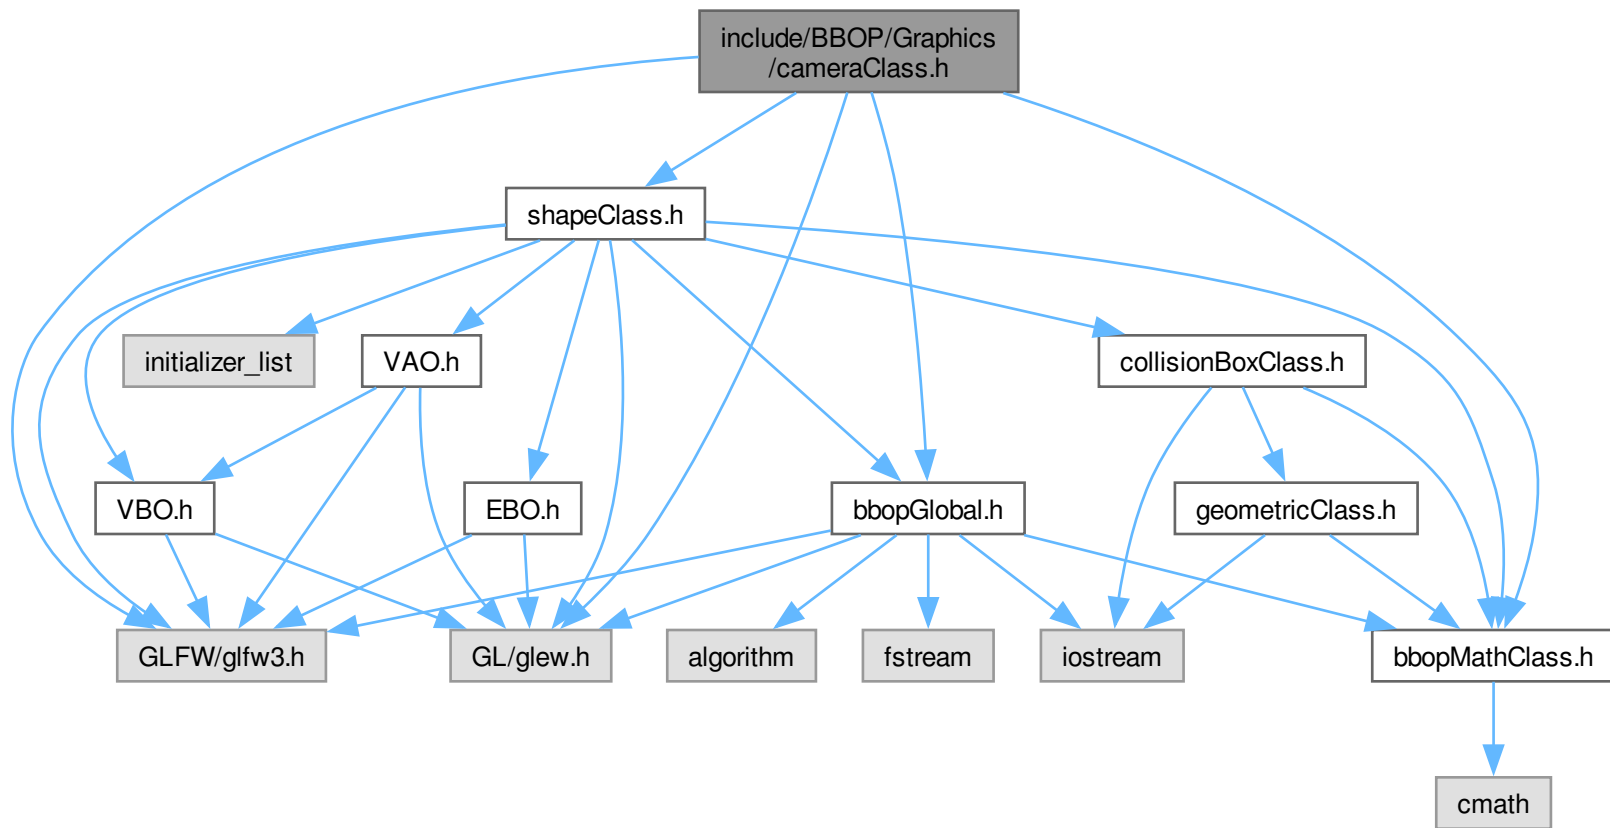 include/BBOP/Graphics
/cameraClass.h
shapeClass.h
initializer_list
VAO.h
collisionBoxClass.h
VBO.h
EBO.h
bbopGlobal.h
geometricClass.h
GLFW/glfw3.h
GL/glew.h
algorithm
fstream
iostream
bbopMathClass.h
cmath